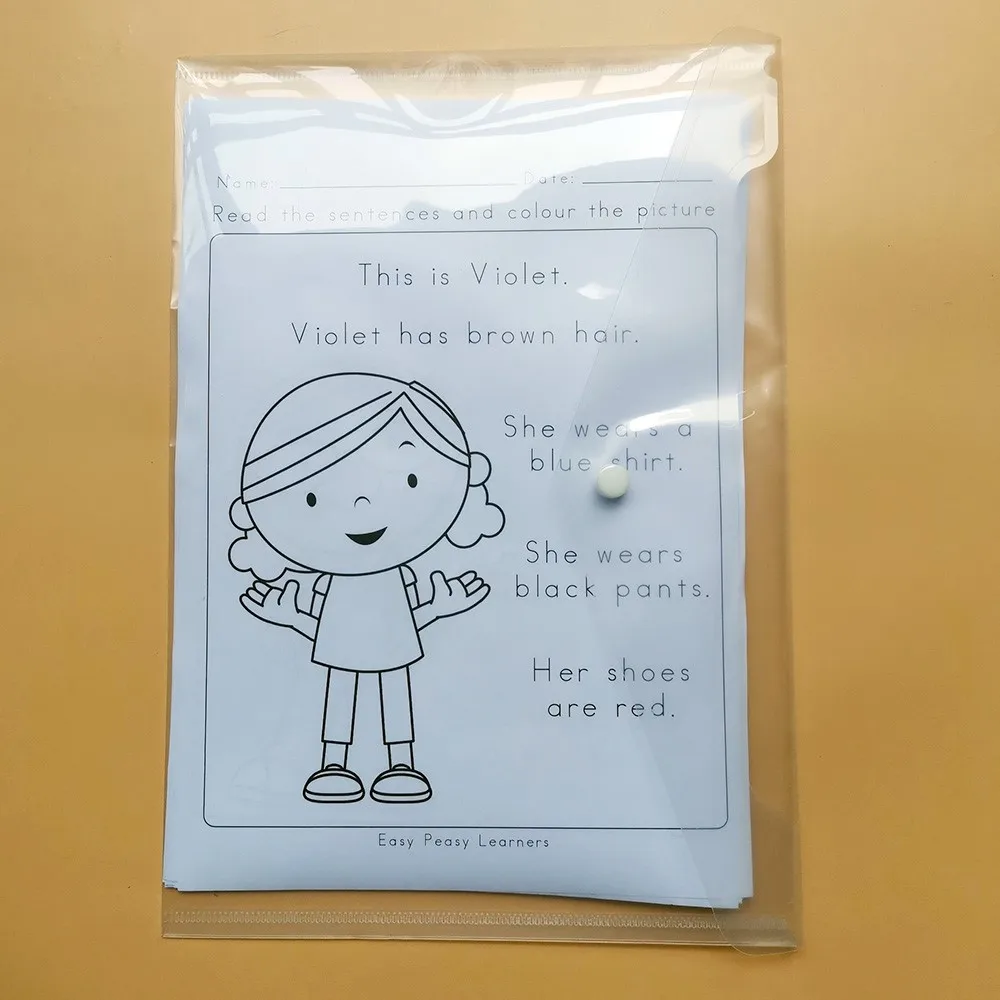 Name: Date:
Read the sentences and colour the picture
This is Violet.
Violet has brown hair.
She wears a
blue shirt.
She wears
black pants.
Her shoes
are red.
Easy Peasy Learners